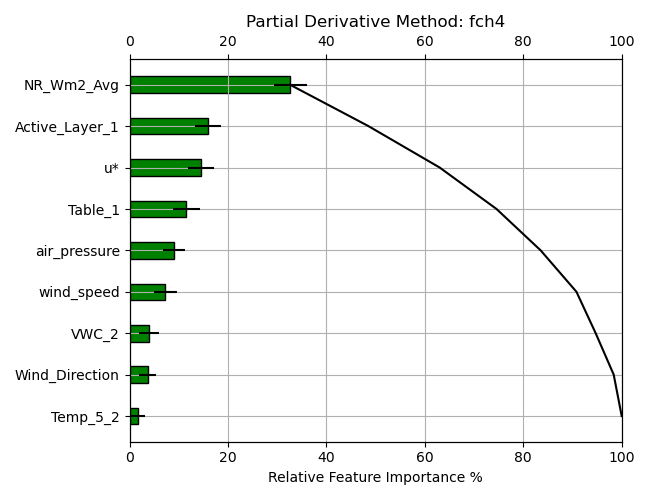 Partial Derivative Method: fch4
0 20 40 60 80 100
NR_Wm2_Avg
Active_Layer_1
u*
Table_1
air_pressure
wind_speed
VWC_2
Wind_Direction
Temp_5_2
0 20 40 60 80 100
Relative Feature Importance %